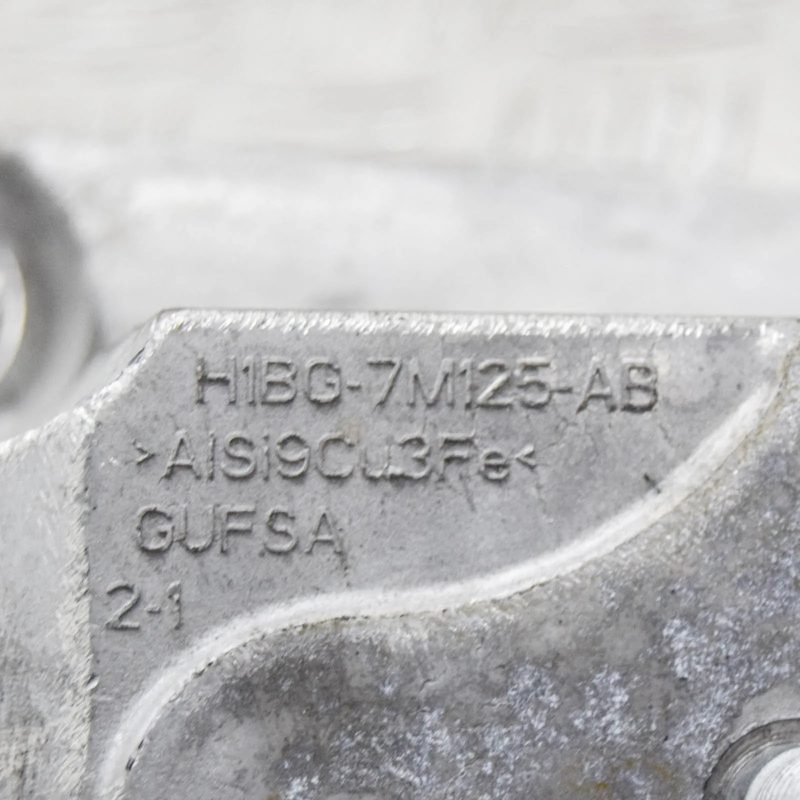 H1BG-7M125-AB
>AlSi9Cu3Fe<
GUFSA
2-1